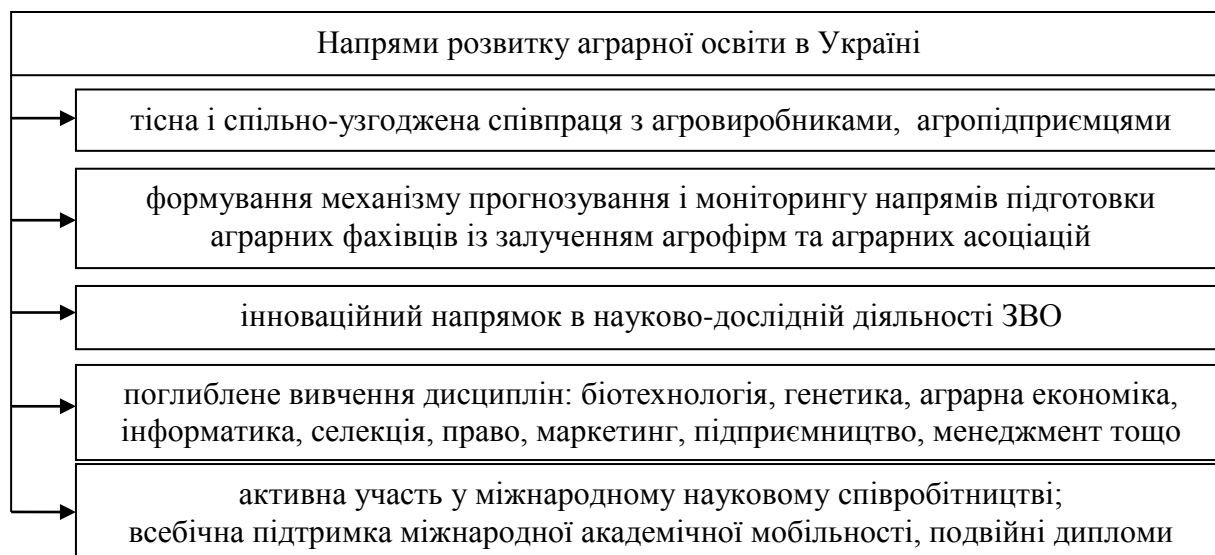 Напрями розвитку аграрної освіти в Україні
тісна і спільно-узгоджена співпраця з агровиробниками, агропідприємцями
формування механізму прогнозування і моніторингу напрямів підготовки
аграрних фахівців із залученням агрофірм та аграрних асоціацій
інноваційний напрямок в науково-дослідній діяльності ЗВО
поглиблене вивчення дисциплін: біотехнологія, генетика, аграрна економіка,
інформатика, селекція, право, маркетинг, підприємництво, менеджмент тощо
активна участь у міжнародному науковому співробітництві;
всебічна підтримка міжнародної академічної мобільності, подвійні дипломи